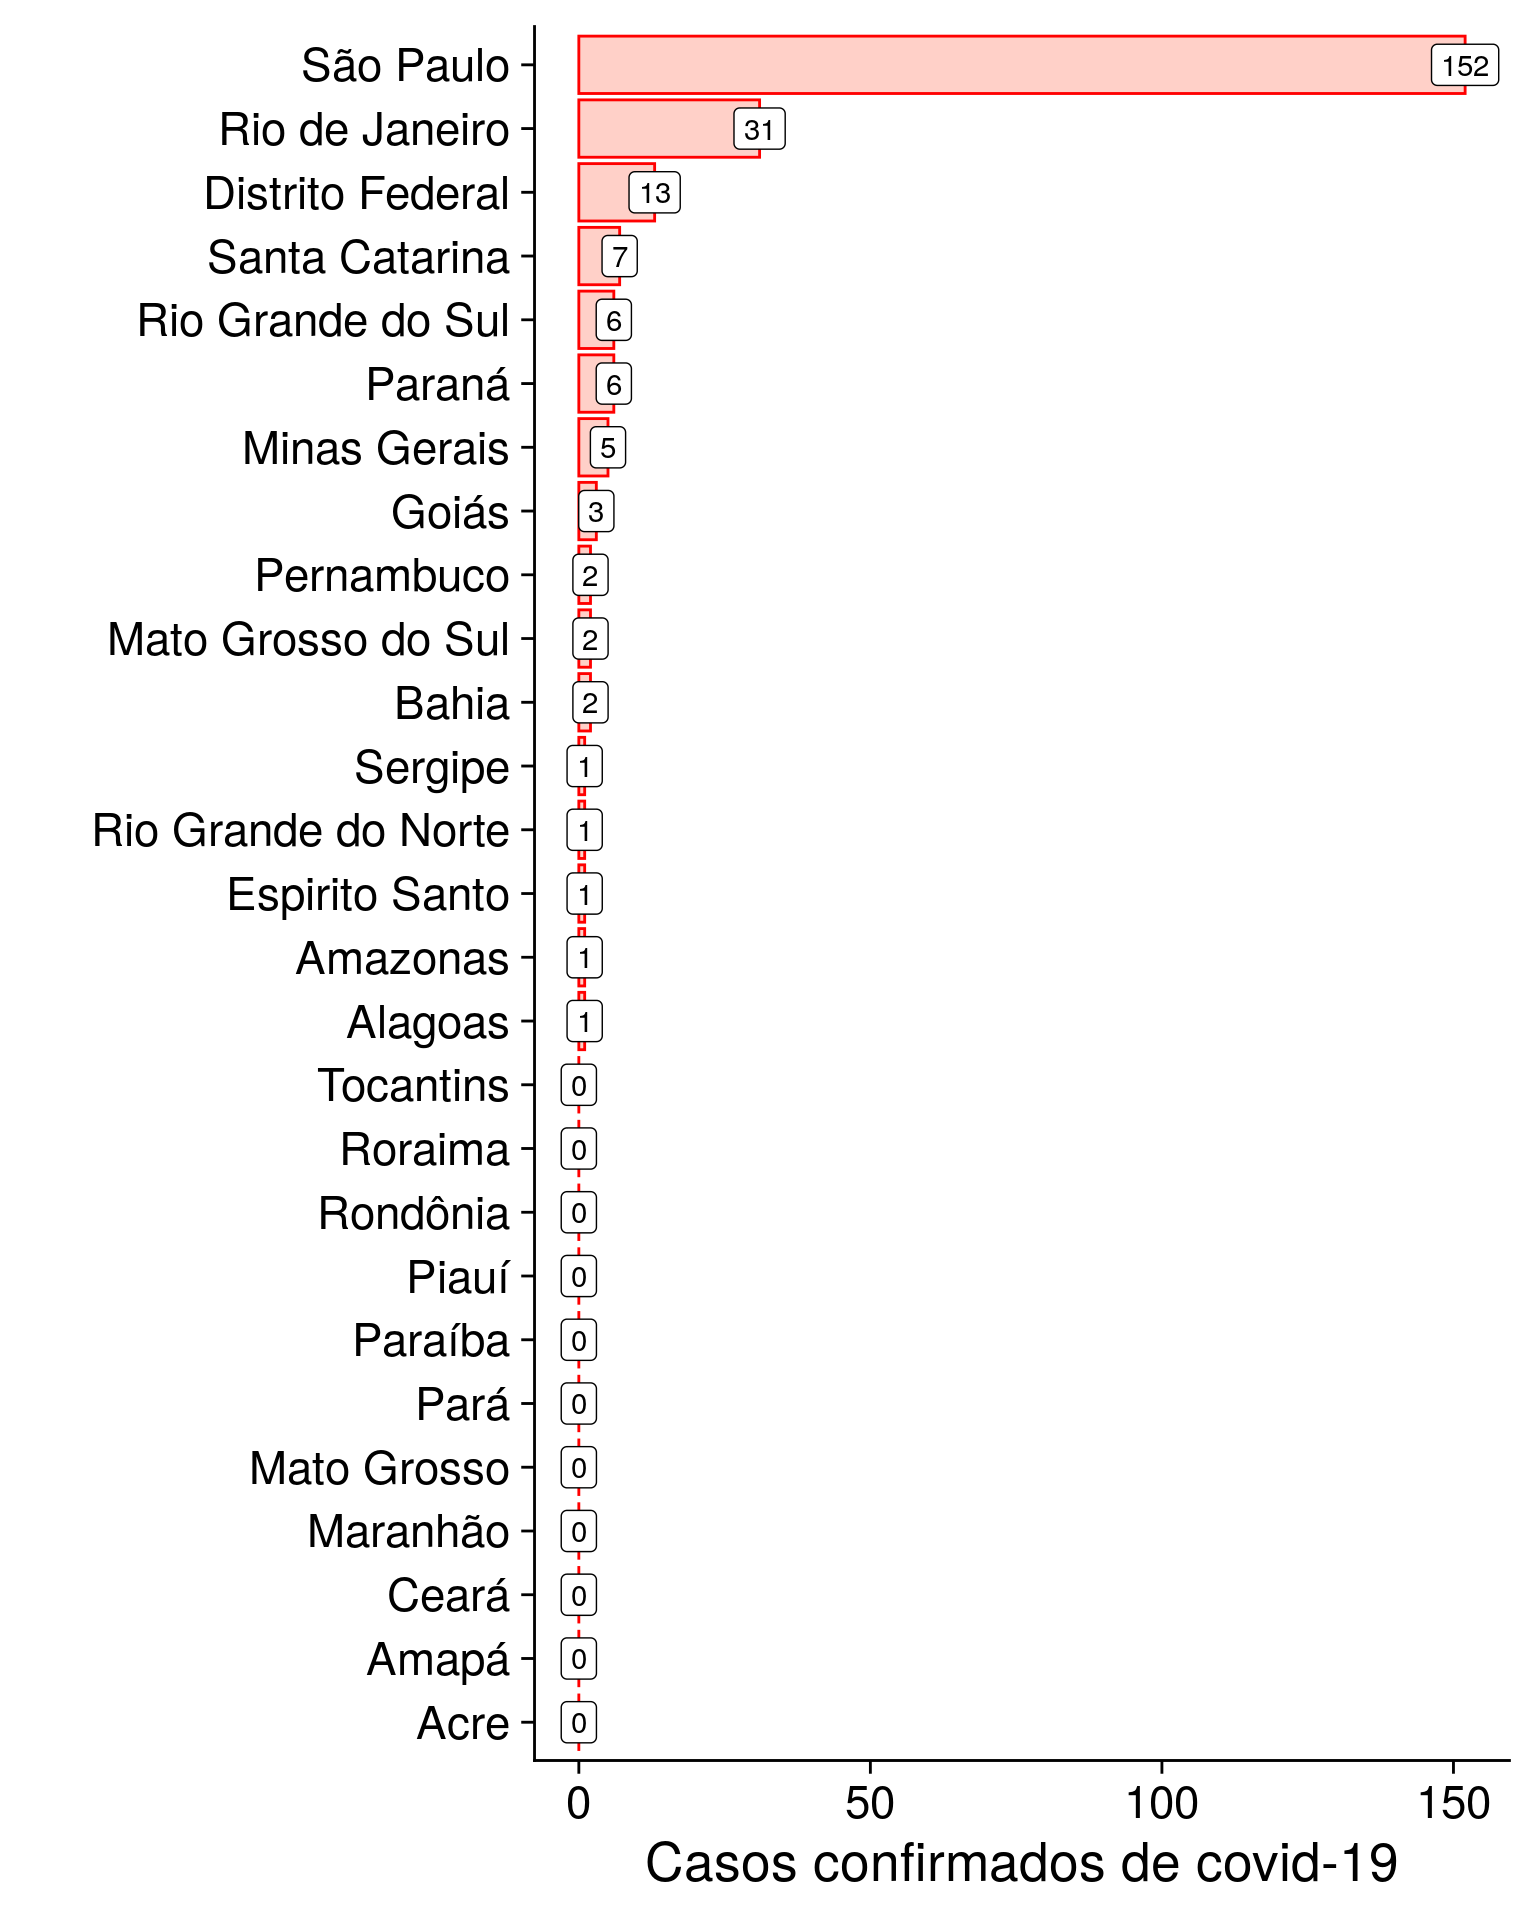 São Paulo 152
Rio de Janeiro 31
Distrito Federal 13
Santa Catarina 7
Rio Grande do Sul 6
Paraná 6
Minas Gerais 5
Goiás 3
Pernambuco 2
Mato Grosso do Sul 2
Bahia 2
Sergipe 1
Rio Grande do Norte 1
Espirito Santo 1
Amazonas 1
Alagoas 1
Tocantins 0
Roraima 0
Rondônia 0
Piauí 0
Paraíba 0
Pará 0
Mato Grosso 0
Maranhão 0
Ceará 0
Amapá 0
Acre 0
0 50 100 150
Casos confirmados de covid-19